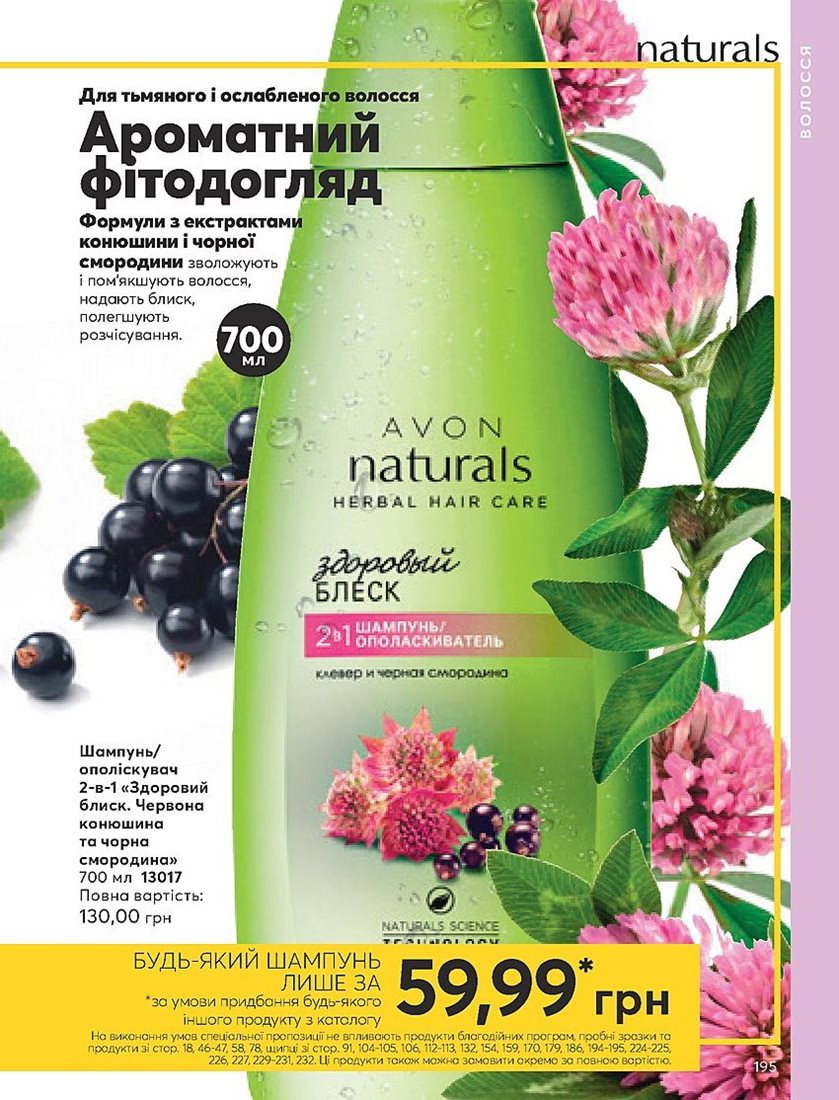 naturals
ВОЛОССЯ
Для тьмяного і ослабленого волосся
Ароматний
фітодогляд
Формули з екстрактами
конюшини і чорної
смородини зволожують
і пом'якшують волосся,
надають блиск,
полегшують
розчісування.
700
мл
AVON
naturals
HERBAL HAIR CARE
здоровый
БЛЕСК
2в1 ШАМПУНЬ/
ОПОЛАСКИВАТЕЛЬ
клевер и черная смородина
Шампунь/
ополіскувач
2-в-1 «Здоровий
блиск. Червона
конюшина
та чорна
смородина»
700 мл 13017
Повна вартість:
130,00 грн
NATURALS SCIENCE
TECHNOLOGY
БУДЬ-ЯКИЙ ШАМПУНЬ
ЛИШЕ ЗА
*за умови придбання будь-якого
іншого продукту з каталогу
59,99* грн
На виконання умов спеціальної пропозиції не впливають продукти благодійних програм, пробні зразки та
продукти зі стор. 18, 46-47, 58, 78, щипці зі стор. 91, 104-105, 106, 112-113, 132, 154, 159, 170, 179, 186, 194-195, 224-225,
226, 227, 229-231, 232. Ці продукти також можна замовити окремо за повною вартістю.
195